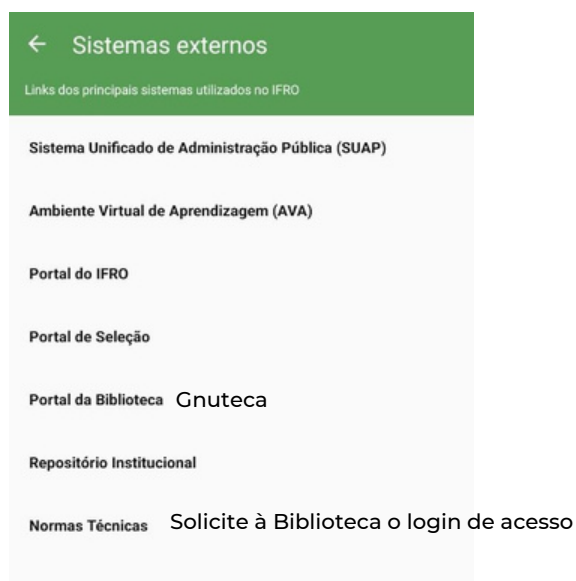 ← Sistemas externos
Links dos principais sistemas utilizados no IFRO
Sistema Unificado de Administração Pública (SUAP)
Ambiente Virtual de Aprendizagem (AVA)
Portal do IFRO
Portal de Seleção
Portal da Biblioteca Gnuteca
Repositório Institucional
Normas Técnicas Solicite à Biblioteca o login de acesso